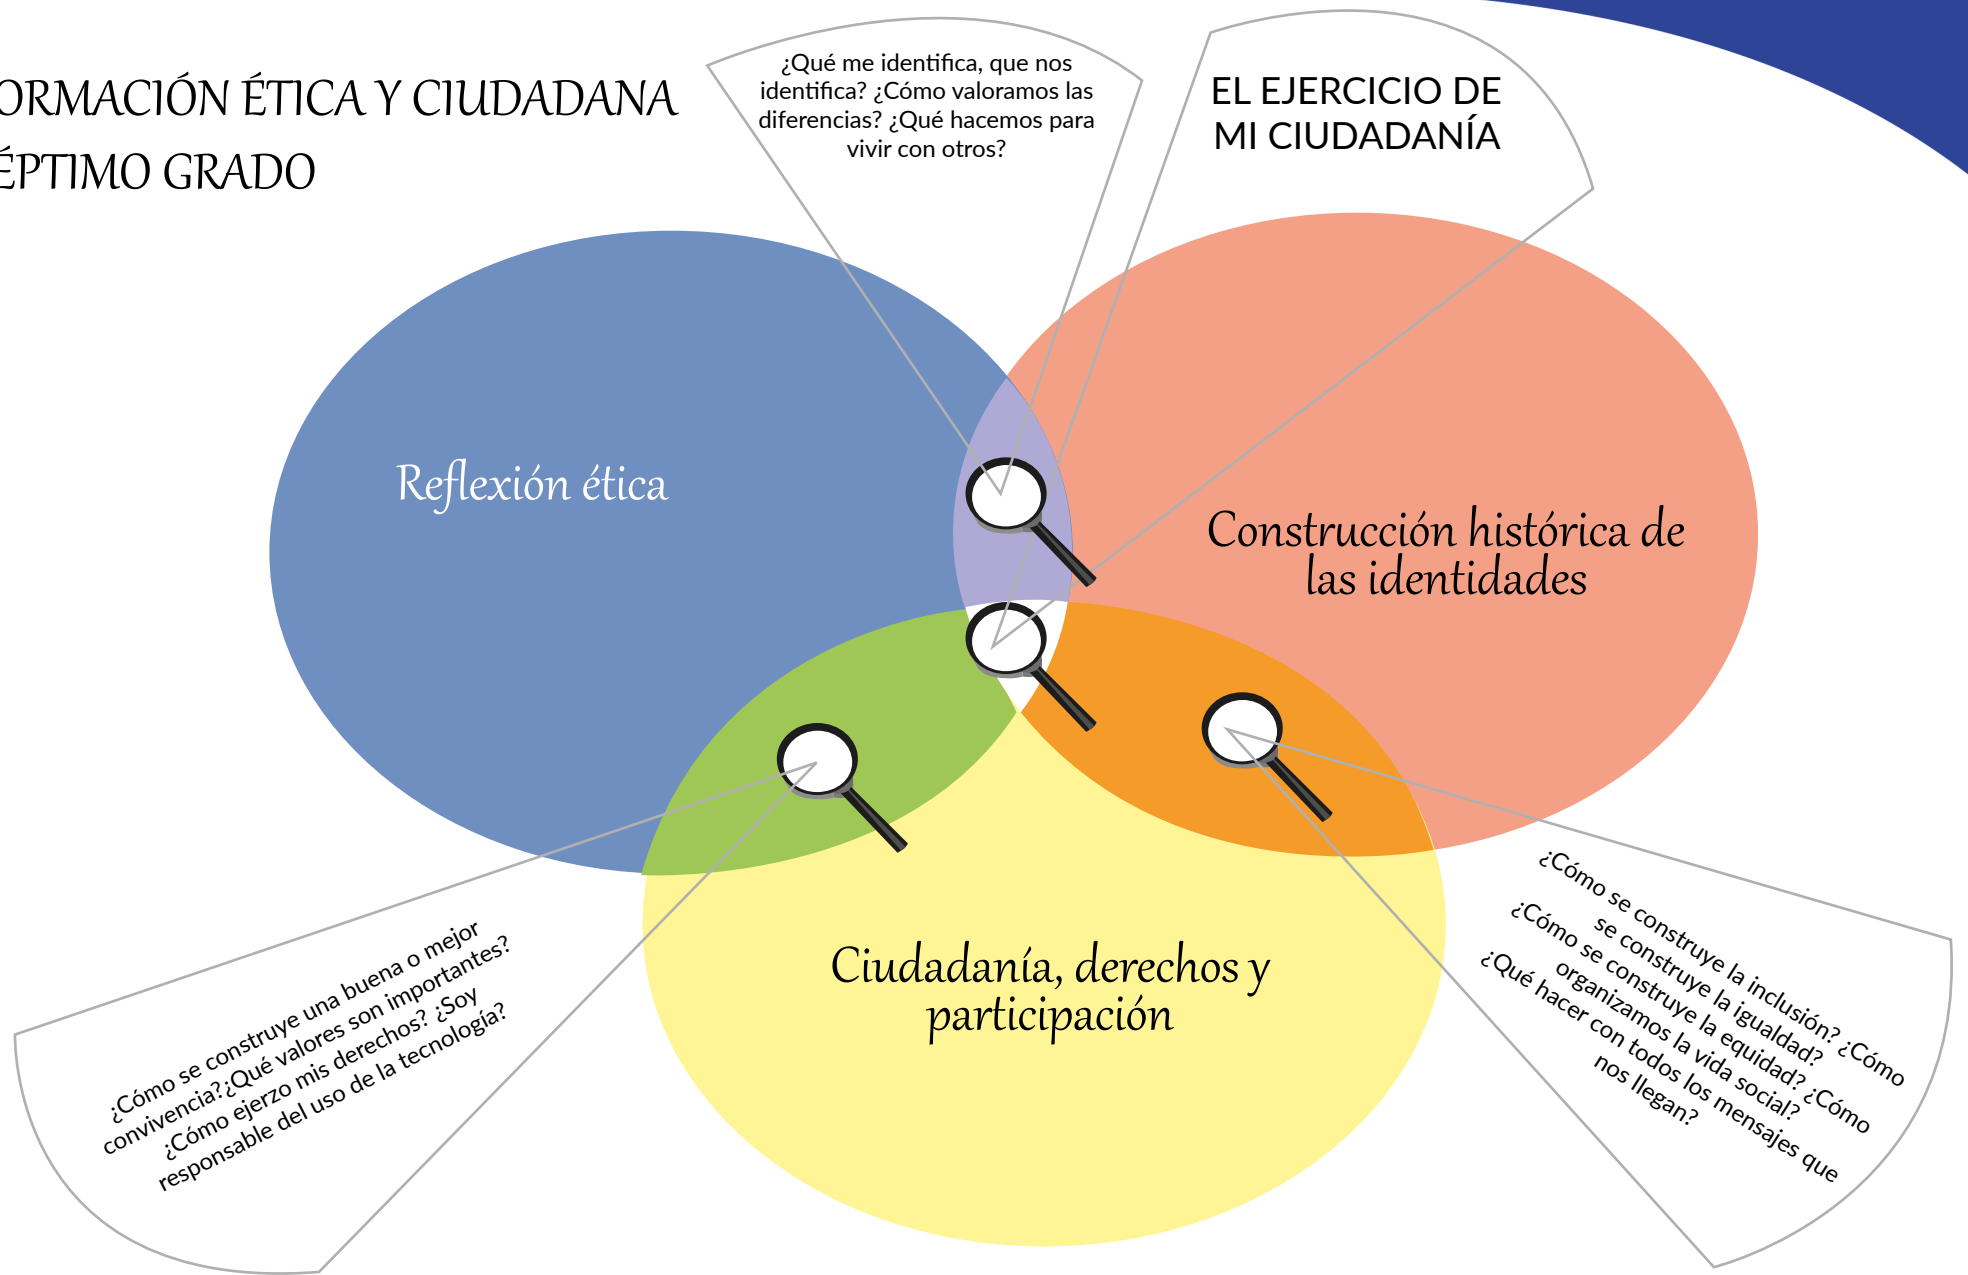 ORMACIÓN ÉTICA Y CIUDADANA
ÉPTIMO GRADO
¿Qué me identifica, que nos
identifica? ¿Cómo valoramos las
diferencias? ¿Qué hacemos para
vivir con otros?
EL EJERCICIO DE
MI CIUDADANÍA
Reflexión ética
Construcción histórica de
las identidades
Ciudadanía, derechos y
participación
¿Cómo se construye una buena o mejor
convivencia?¿Qué valores son importantes?
¿Cómo ejerzo mis derechos? ¿Soy
responsable del uso de la tecnología?
¿Cómo se construye la inclusión? ¿Cómo
se construye la igualdad?
¿Cómo se construye la equidad? ¿Cómo
organizamos la vida social?
¿Qué hacer con todos los mensajes que
nos llegan?